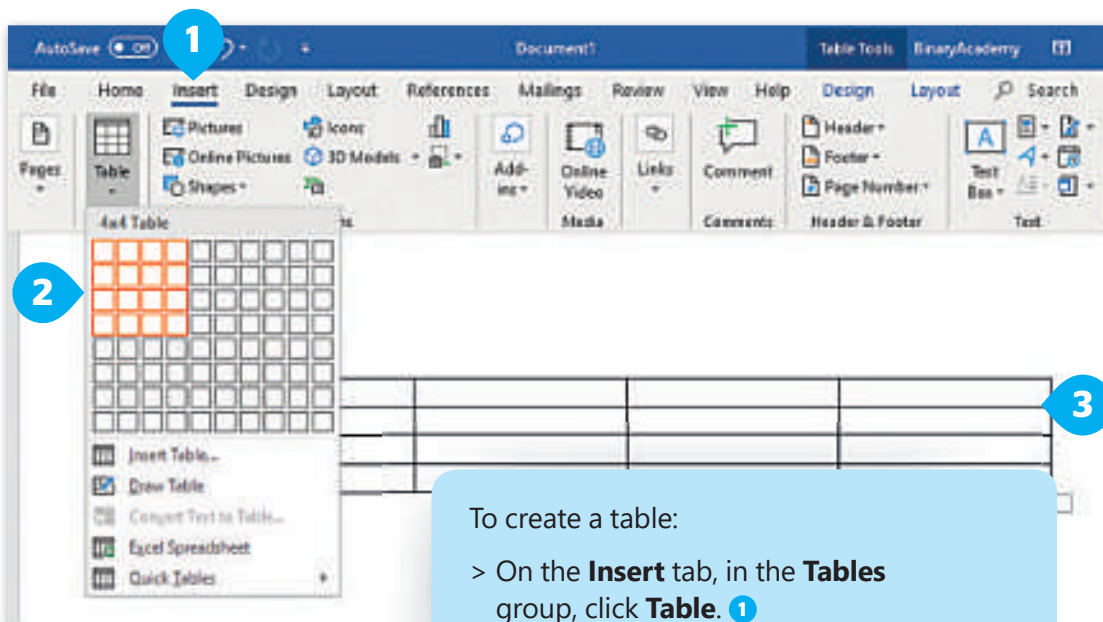 AutoSave Off
1
Document1
Table Tools
BinaryAcademy
File Home Insert Design Layout References Mailings Review View Help Design Layout Search
Pages
Table
Pictures
Online Pictures
Shapes
Icons
3D Models
Add-
ins
Online
Video
Links
Comment
Header
Footer
Page Number
Text
Box
Media
Comments
Header & Footer
Text
4x4 Table
2
3
Insert Table...
Draw Table
Convert Text to Table...
Excel Spreadsheet
Quick Tables
To create a table:
> On the Insert tab, in the Tables
group, click Table. 1